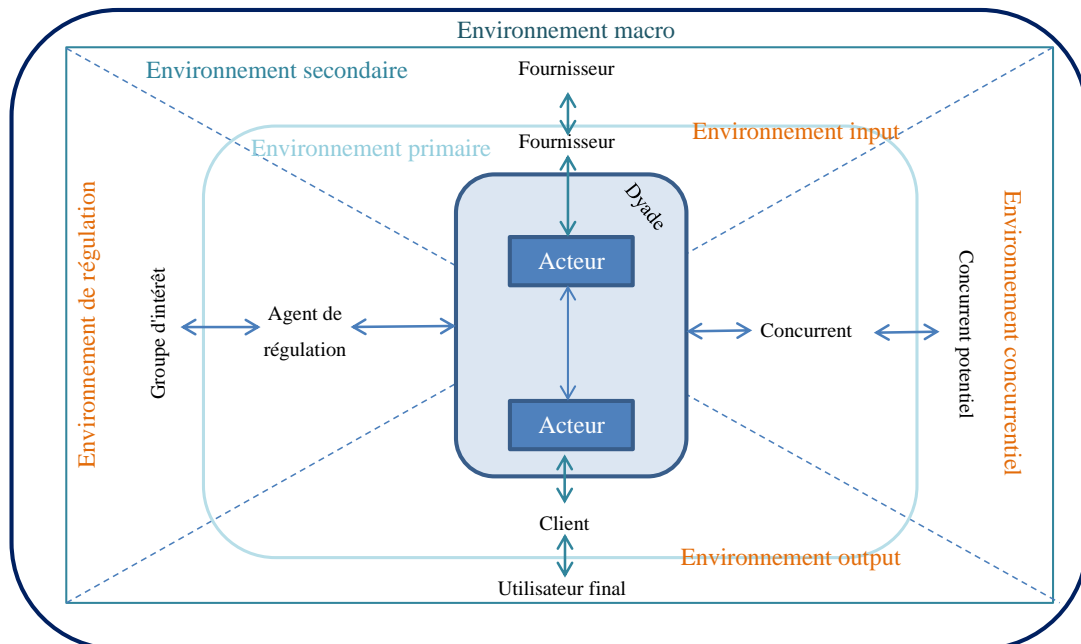 Environnement macro
Environnement secondaire
Fournisseur
Environnement input
Environnement primaire
Fournisseur
Dyade
Environnement de régulation
Environnement concurrentiel
Acteur
Groupe d'intérêt
Agent de
régulation
Concurrent
Concurrent potentiel
Acteur
Client
Environnement output
Utilisateur final